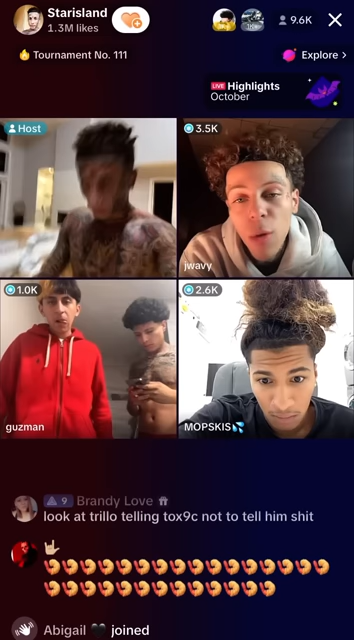 Starisland
1.3M likes
9.6K
Tournament No. 111
Explore >
LIVE Highlights
October
Host
3.5K
jwavy
1.0K
2.6K
guzman
MOPSKIS💦
9 Brandy Love
look at trillo telling tox9c not to tell him shit
🤟🏼
🍤🍤🍤🍤🍤🍤🍤🍤🍤🍤🍤🍤🍤🍤🍤🍤
🍤🍤🍤🍤🍤🍤🍤🍤🍤🍤🍤🍤🍤
Abigail 🖤 joined